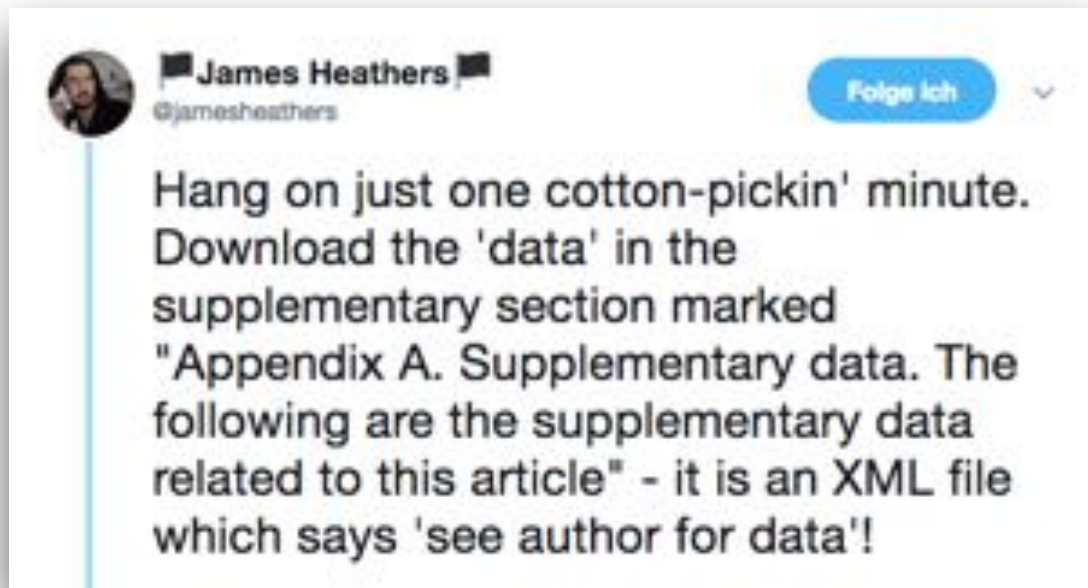 🏴James Heathers🏴
@jamesheathers
Folge ich
Hang on just one cotton-pickin' minute.
Download the 'data' in the
supplementary section marked
"Appendix A. Supplementary data. The
following are the supplementary data
related to this article" - it is an XML file
which says 'see author for data'!